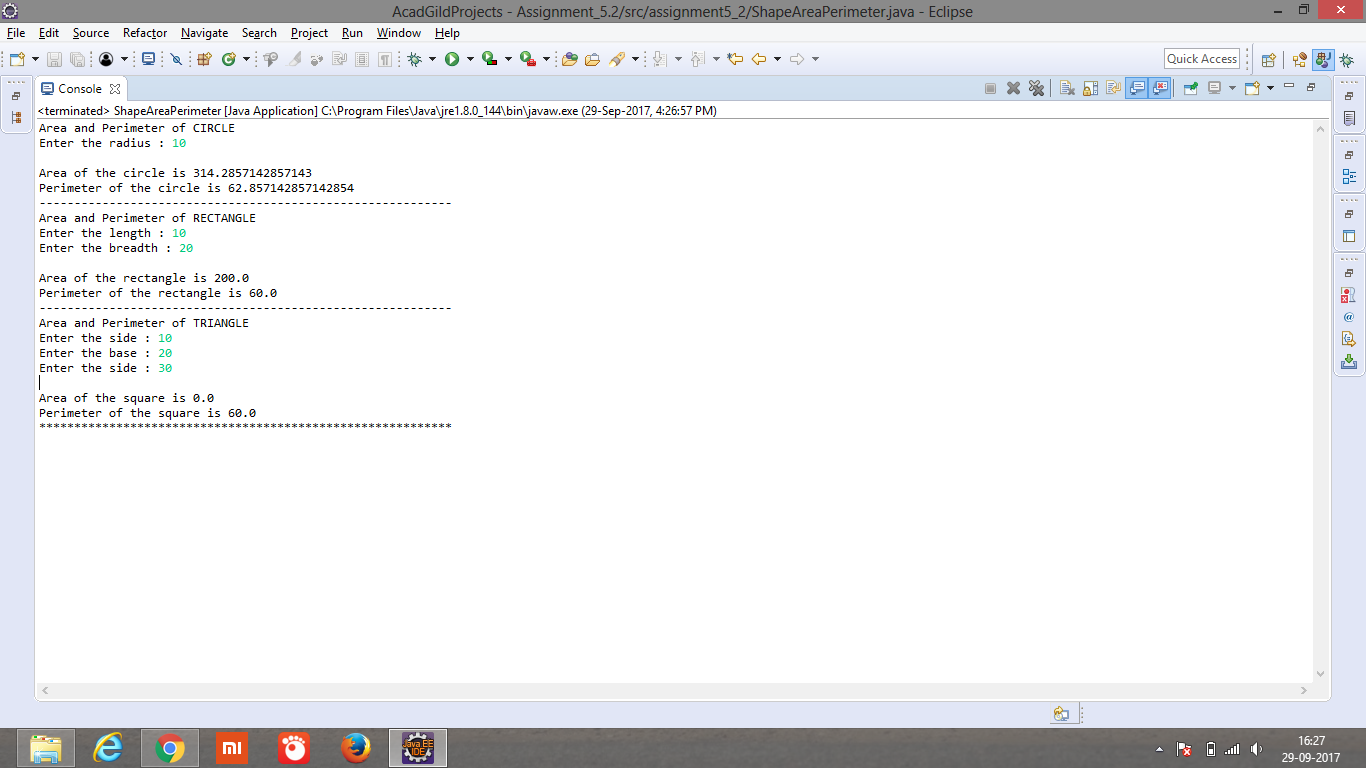 AcadGildProjects - Assignment_5.2/src/assignment5_2/ShapeAreaPerimeter.java - Eclipse
File Edit Source Refactor Navigate Search Project Run Window Help
Quick Access
Console
<terminated> ShapeAreaPerimeter [Java Application] C:\Program Files\Java\jre1.8.0_144\bin\javaw.exe (29-Sep-2017, 4:26:57 PM)
Area and Perimeter of CIRCLE
Enter the radius : 10
Area of the circle is 314.2857142857143
Perimeter of the circle is 62.857142857142854
-----------------------------------------------------------
Area and Perimeter of RECTANGLE
Enter the length : 10
Enter the breadth : 20
Area of the rectangle is 200.0
Perimeter of the rectangle is 60.0
-----------------------------------------------------------
Area and Perimeter of TRIANGLE
Enter the side : 10
Enter the base : 20
Enter the side : 30
Area of the square is 0.0
Perimeter of the square is 60.0
***********************************************************
mi
Java EE
IDE
16:27
29-09-2017